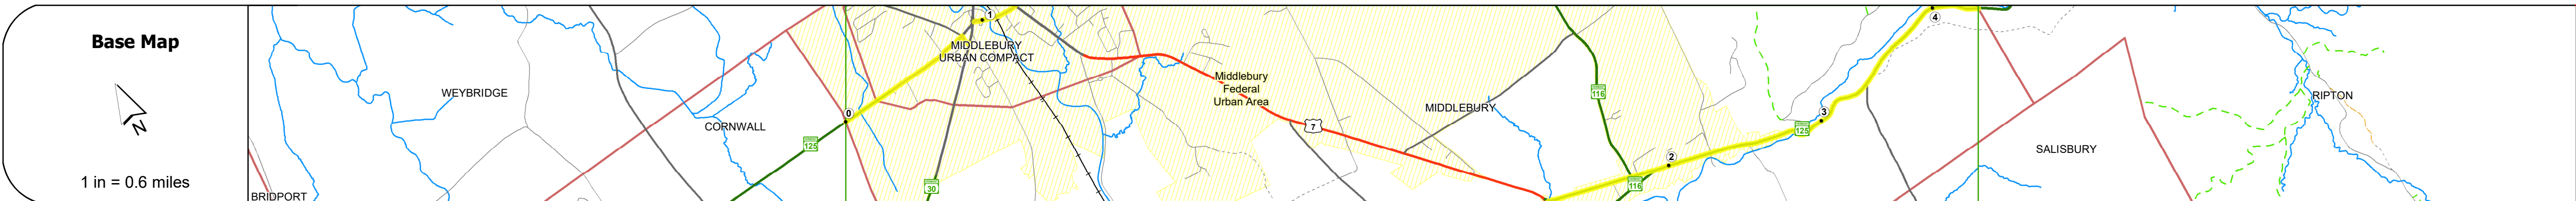 Base Map
N
1 in = 0.6 miles
BRIDPORT
WEYBRIDGE
CORNWALL
125
0
30
1
MIDDLEBURY
URBAN COMPACT
Middlebury
Federal
Urban Area
7
MIDDLEBURY
116
116
2
125
3
4
SALISBURY
RIPTON